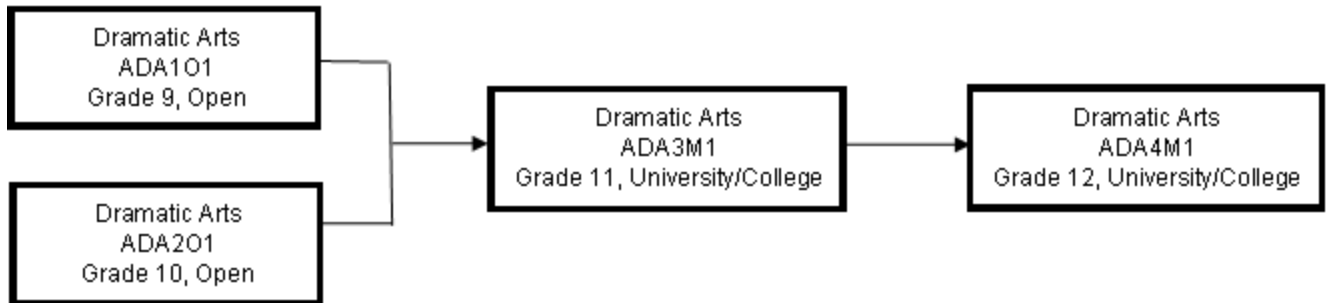 Dramatic Arts
ADA1O1
Grade 9, Open
Dramatic Arts
ADA2O1
Grade 10, Open
Dramatic Arts
ADA3M1
Grade 11, University/College
Dramatic Arts
ADA4M1
Grade 12, University/College